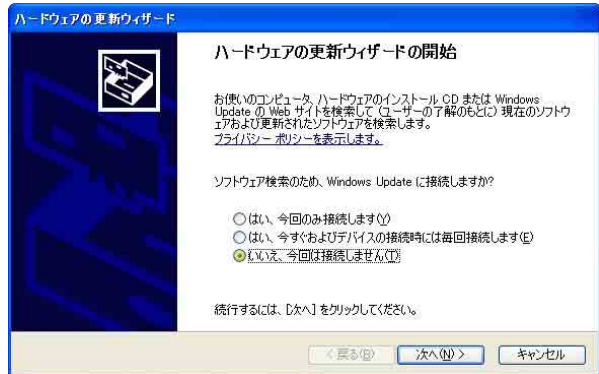 ハードウェアの更新ウィザード
ハードウェアの更新ウィザードの開始
お使いのコンピュータ、ハードウェアのインストール CD または Windows
Update の Web サイトを検索して (ユーザーの了解のもとに) 現在のソフトウ
ェアおよび更新されたソフトウェアを検索します。
プライバシー ポリシーを表示します。
ソフトウェア検索のため、Windows Update に接続しますか?
はい、今回のみ接続します(Y)
はい、今すぐおよびデバイスの接続時には毎回接続します(E)
いいえ、今回は接続しません(T)
続行するには、[次へ] をクリックしてください。
< 戻る(B)
次へ(N) >
キャンセル